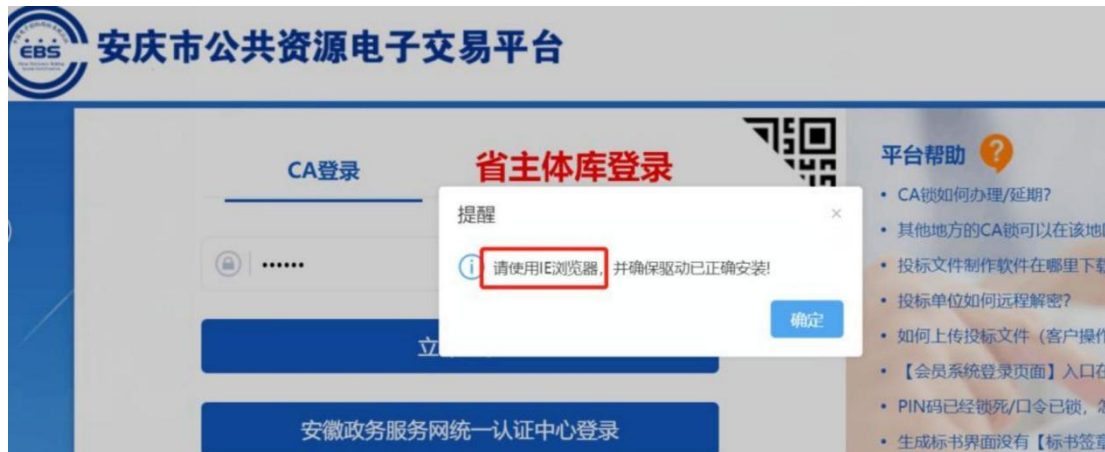 EBS
安庆市公共资源电子交易平台
CA登录
省主体库登录
••••••
提醒
×
请使用IE浏览器，并确保驱动已正确安装!
确定
立
安徽政务服务网统一认证中心登录
平台帮助
?
• CA锁如何办理/延期?
• 其他地方的CA锁可以在该地
• 投标文件制作软件在哪里下载
• 投标单位如何远程解密?
• 如何上传投标文件（客户操作
• 【会员系统登录页面】入口在
• PIN码已经锁死/口令已锁，怎
• 生成标书界面没有【标书签章